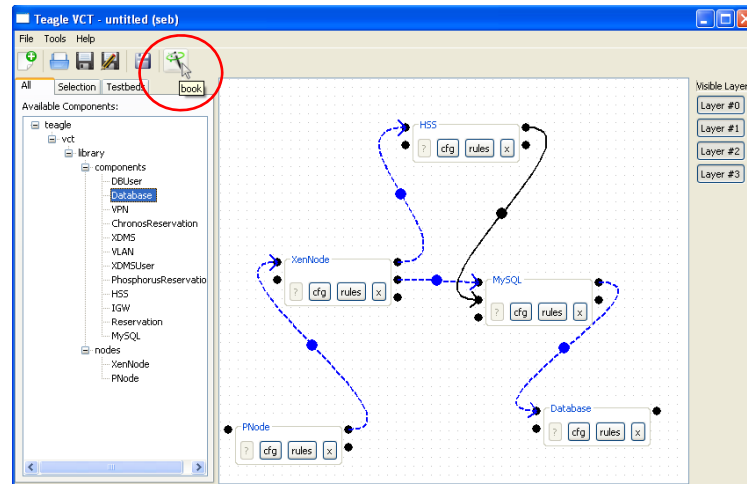 Teagle VCT - untitled (seb)
File Tools Help
book
All Selection Testbeds
Available Components:
teagle
vct
library
components
DBUser
Database
VPN
ChronosReservation
XDMS
VLAN
XDMSUser
PhosphorusReservatio
HSS
IGW
Reservation
MySQL
nodes
XenNode
PNode
HSS
? cfg rules x
XenNode
? cfg rules x
MySQL
? cfg rules x
Database
? cfg rules x
PNode
? cfg rules x
Visible Layer
Layer #0
Layer #1
Layer #2
Layer #3